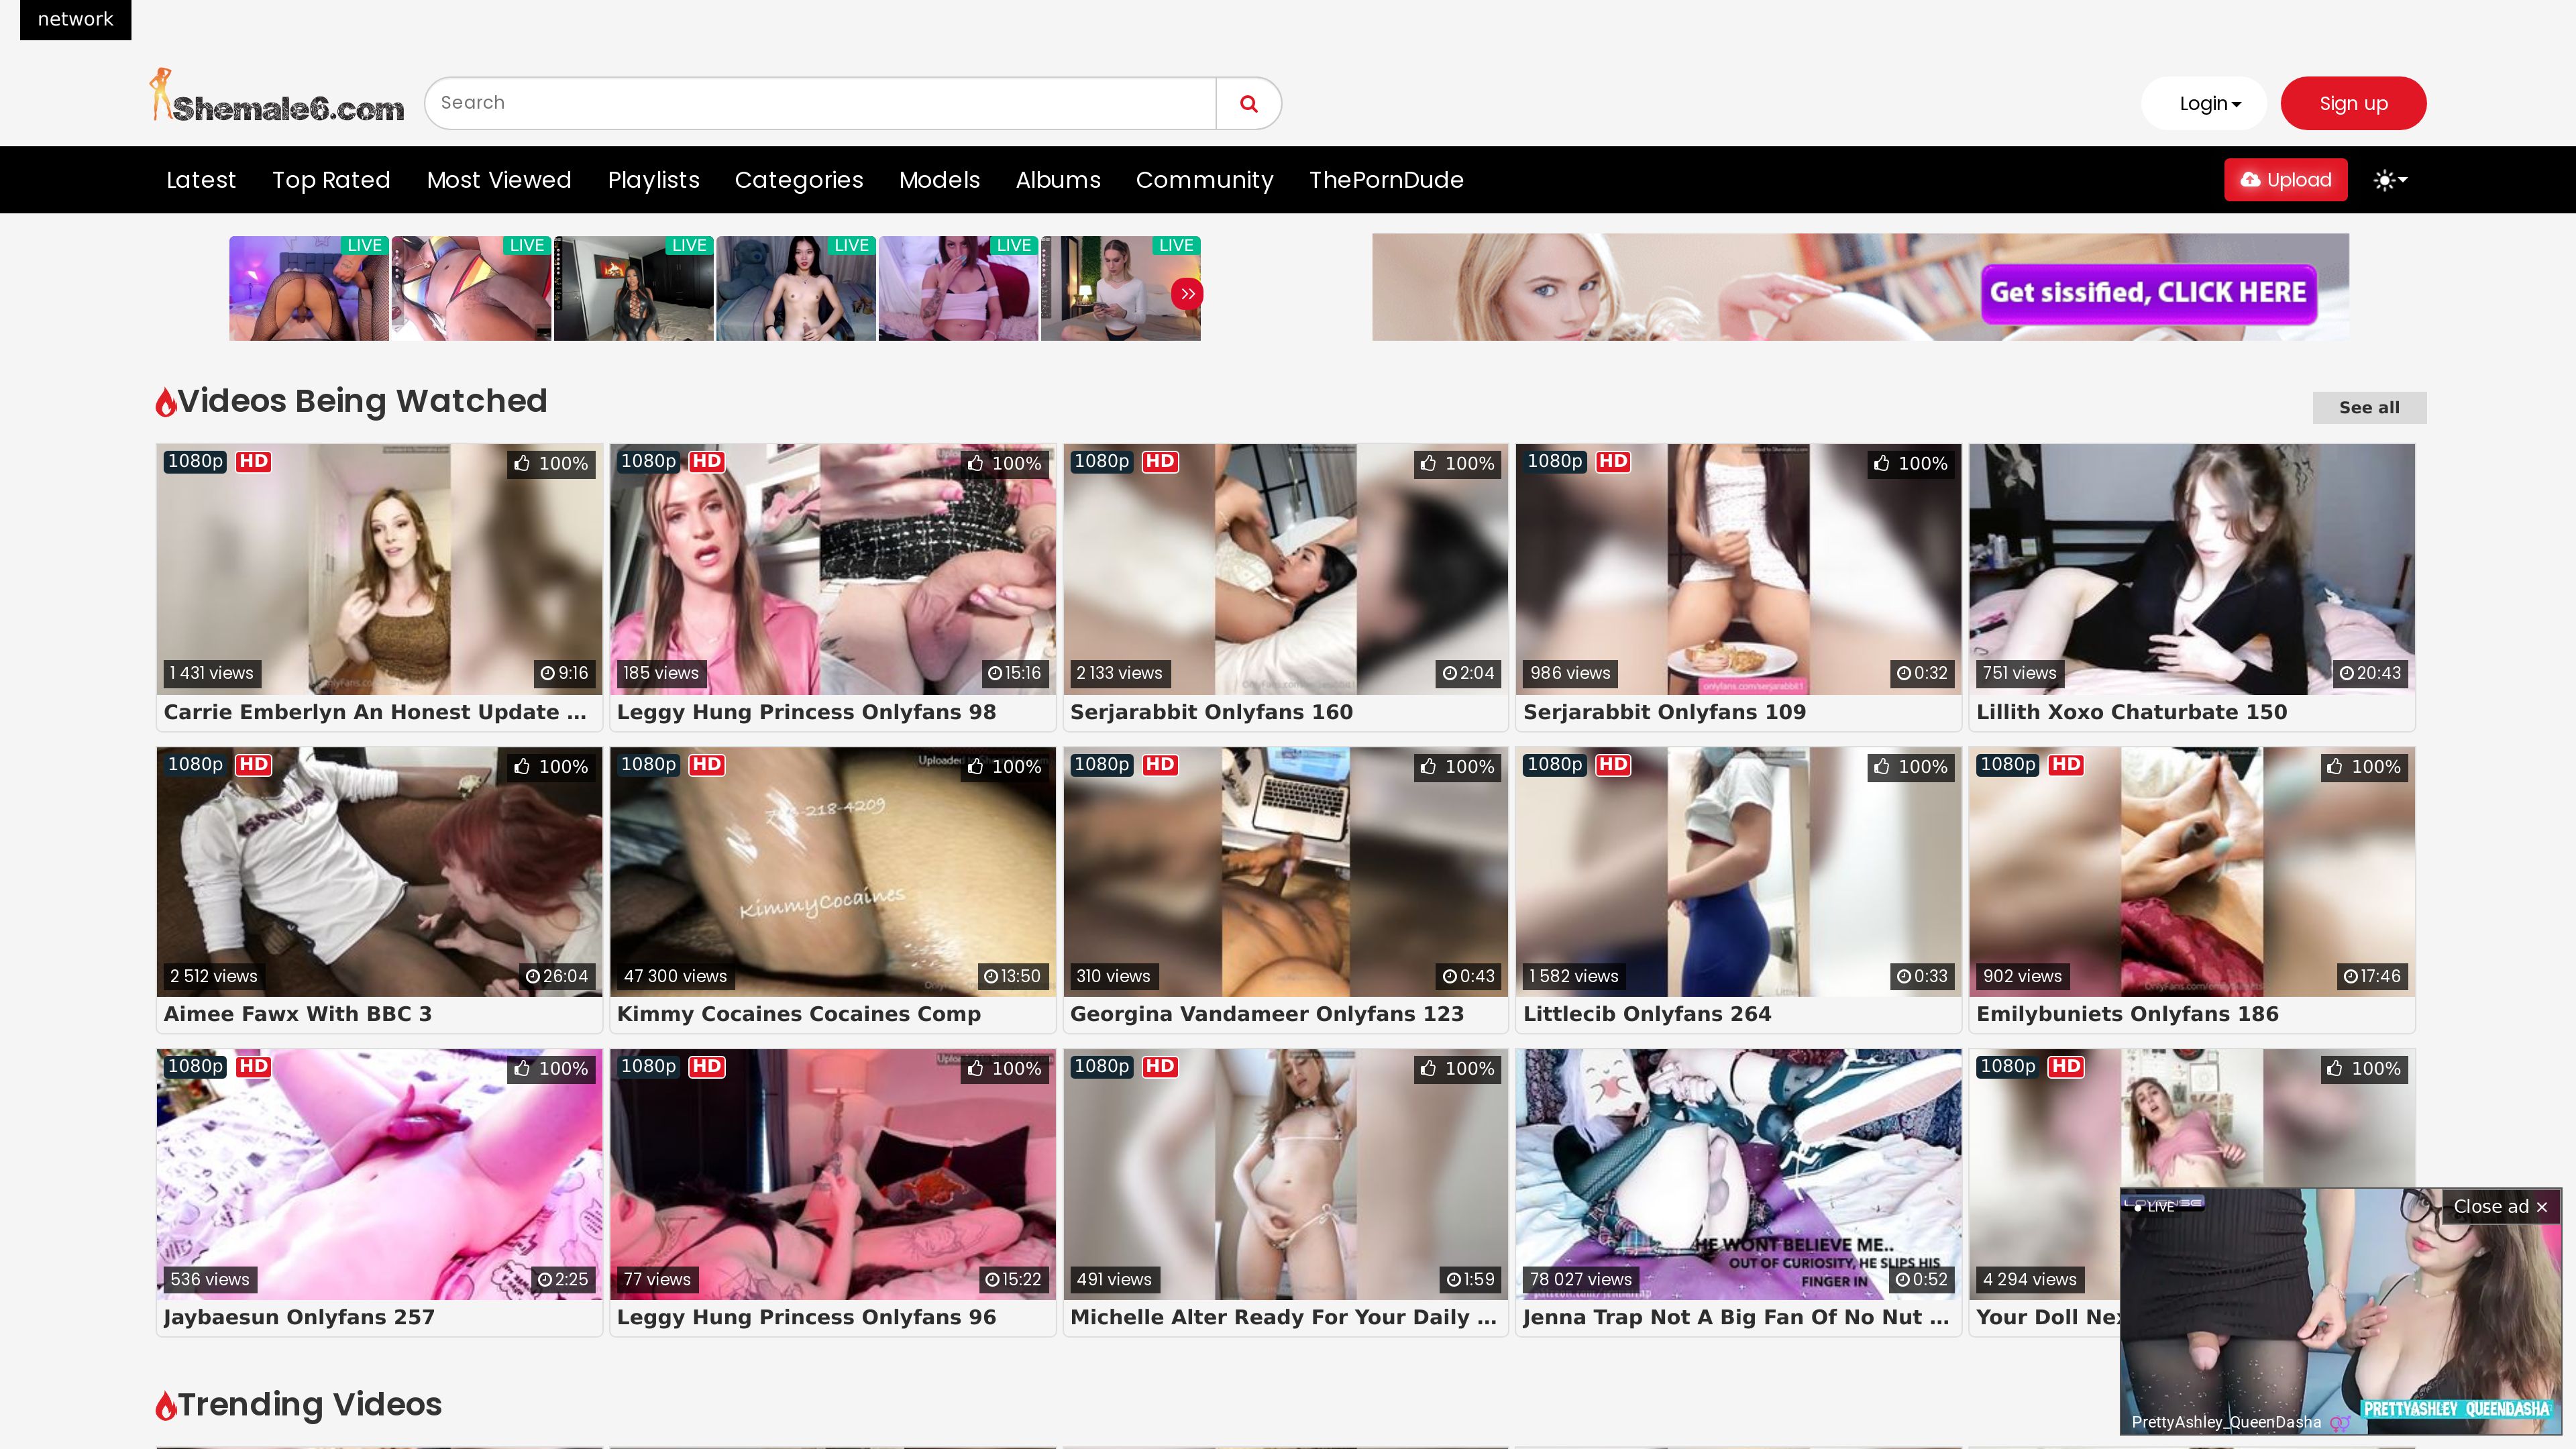 network
Shemale6.com
Search
Login
Sign up
Latest Top Rated Most Viewed Playlists Categories Models Albums Community ThePornDude
Upload
LIVE LIVE LIVE LIVE LIVE LIVE
Get sissified, CLICK HERE
Videos Being Watched
See all
1080p HD 100%
1 431 views 9:16
Carrie Emberlyn An Honest Update ...
1080p HD 100%
185 views 15:16
Leggy Hung Princess Onlyfans 98
1080p HD 100%
2 133 views 2:04
Serjarabbit Onlyfans 160
1080p HD 100%
onlyfans.com/serjarabbit1
986 views 0:32
Serjarabbit Onlyfans 109
751 views 20:43
Lillith Xoxo Chaturbate 150
1080p HD 100%
2 512 views 26:04
Aimee Fawx With BBC 3
1080p HD 100%
KimmyCocaines
47 300 views 13:50
Kimmy Cocaines Cocaines Comp
1080p HD 100%
310 views 0:43
Georgina Vandameer Onlyfans 123
1080p HD 100%
1 582 views 0:33
Littlecib Onlyfans 264
1080p HD 100%
902 views 17:46
Emilybuniets Onlyfans 186
1080p HD 100%
536 views 2:25
Jaybaesun Onlyfans 257
1080p HD 100%
77 views 15:22
Leggy Hung Princess Onlyfans 96
1080p HD 100%
491 views 1:59
Michelle Alter Ready For Your Daily ...
HE WONT BELIEVE ME..
OUT OF CURIOSITY, HE SLIPS HIS
FINGER IN
78 027 views 0:52
Jenna Trap Not A Big Fan Of No Nut ...
1080p HD 100%
4 294 views
Your Doll
LIVE
Close ad ×
PRETTYASHLEY QUEENDASHA
PrettyAshley_QueenDasha
Trending Videos